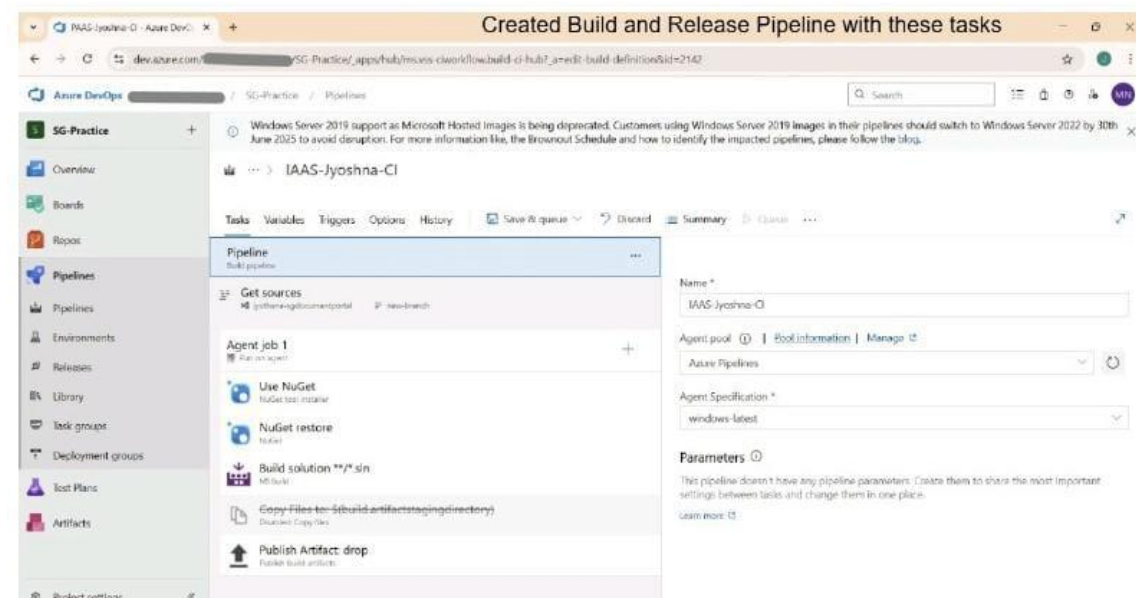 Created Build and Release Pipeline with these tasks
PAAS-Jyoshna-CI - Azure DevO
dev.azure.com/ /SG-Practice/_apps/hub/ms.vss-ciworkflow.build-ci-hub?_a=edit-build-definition&id=2142
Azure DevOps / SG-Practice / Pipelines
Search
MN
S SG-Practice +
Windows Server 2019 support as Microsoft Hosted Images is being deprecated. Customers using Windows Server 2019 images in their pipelines should switch to Windows Server 2022 by 30th
June 2025 to avoid disruption. For more information like, the Brownout Schedule and how to identify the impacted pipelines, please follow the blog.
Overview
Boards
Repos
Pipelines
Pipelines
Environments
Releases
Library
Task groups
Deployment groups
Test Plans
Artifacts
Project settings
... > IAAS-Jyoshna-CI
Tasks Variables Triggers Options History Save & queue Discard Summary Queue ...
Pipeline
Build pipeline
Get sources
new-branch
Agent job 1
Run on agent
Use NuGet
NuGet tool installer
NuGet restore
NuGet
Build solution **/*.sln
MSBuild
Copy Files to: $(build.artifactstagingdirectory)
Disabled: Copy files
Publish Artifact: drop
Publish build artifacts
Name *
IAAS-Jyoshna-CI
Agent pool | Pool information | Manage
Azure Pipelines
Agent Specification *
windows-latest
Parameters
This pipeline doesn't have any pipeline parameters. Create them to share the most important
settings between tasks and change them in one place.
Learn more